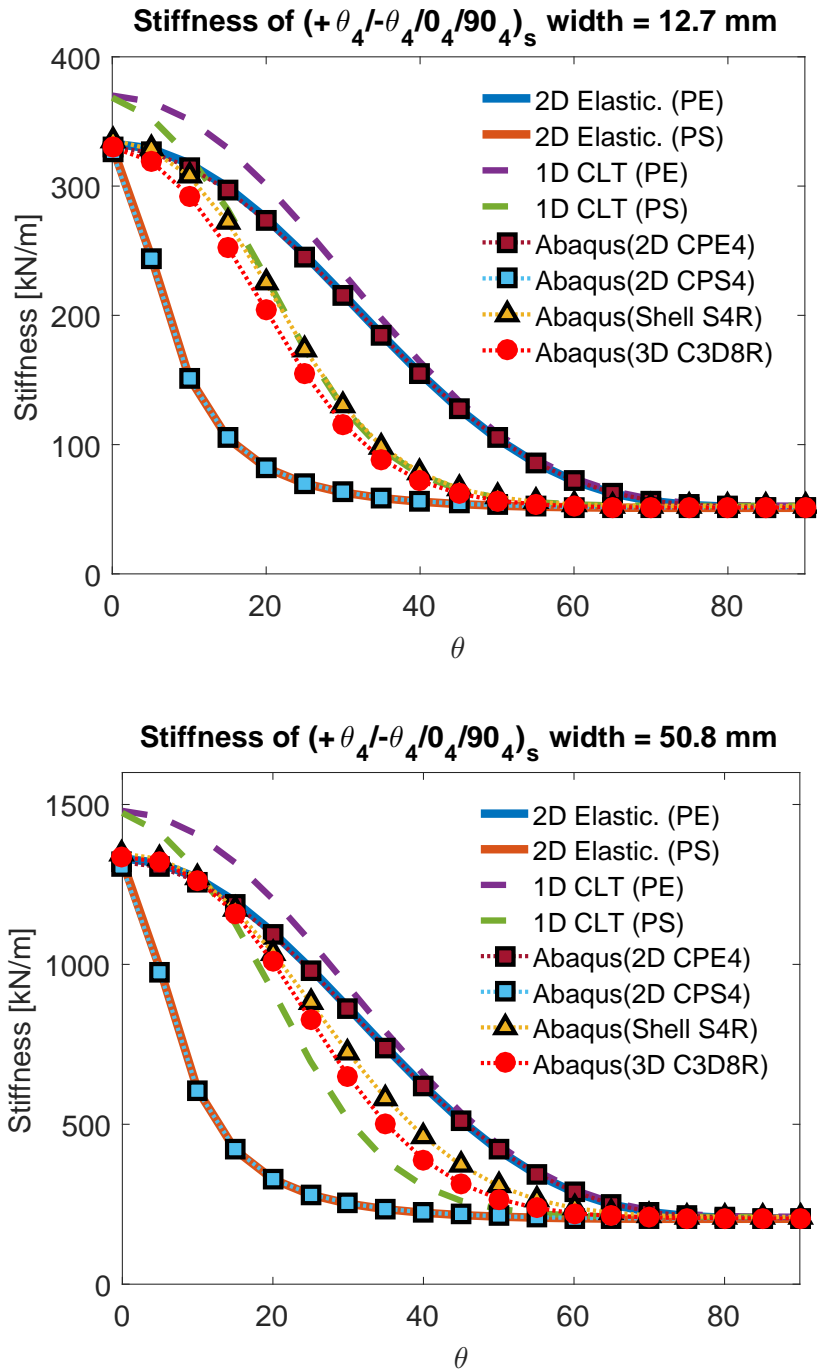 Stiffness of (+θ₄/-θ₄/0₄/90₄)ₛ width = 12.7 mm
400
300
200
100
0
Stiffness [kN/m]
2D Elastic. (PE)
2D Elastic. (PS)
1D CLT (PE)
1D CLT (PS)
Abaqus(2D CPE4)
Abaqus(2D CPS4)
Abaqus(Shell S4R)
Abaqus(3D C3D8R)
0 20 40 60 80
θ
Stiffness of (+θ₄/-θ₄/0₄/90₄)ₛ width = 50.8 mm
1500
1000
500
0
Stiffness [kN/m]
2D Elastic. (PE)
2D Elastic. (PS)
1D CLT (PE)
1D CLT (PS)
Abaqus(2D CPE4)
Abaqus(2D CPS4)
Abaqus(Shell S4R)
Abaqus(3D C3D8R)
0 20 40 60 80
θ